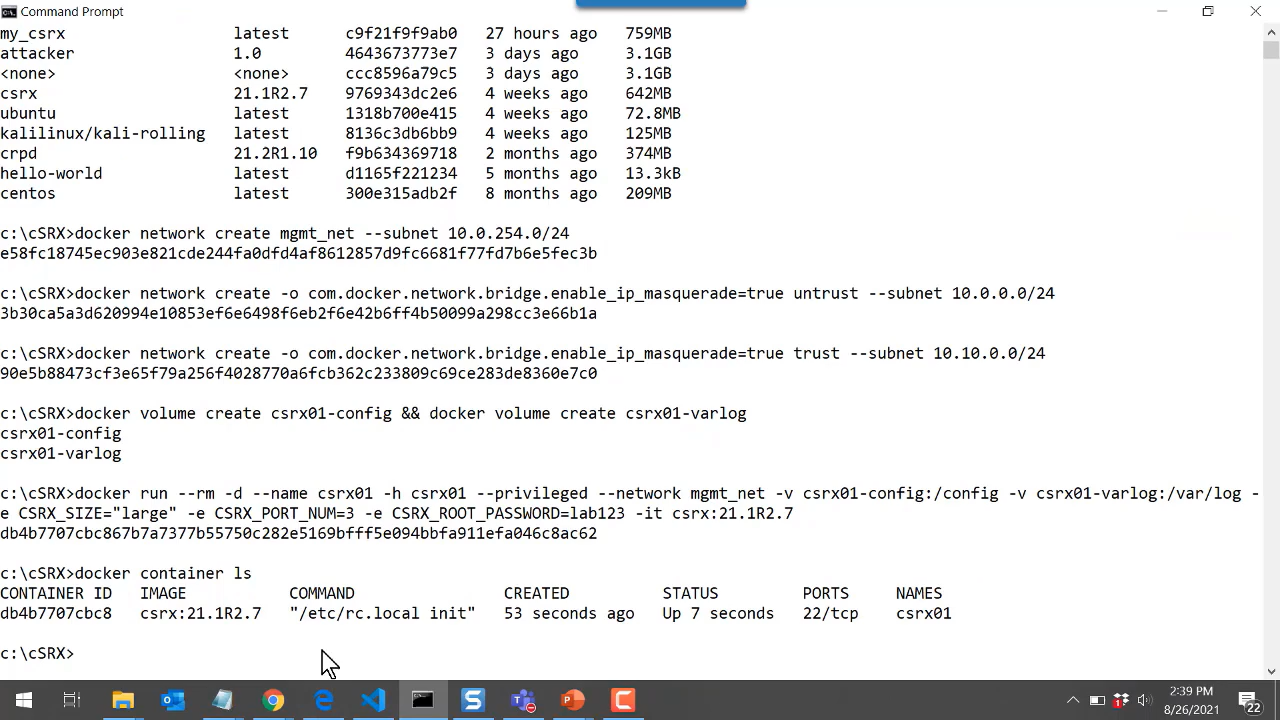 Command Prompt
my_csrx latest c9f21f9f9ab0 27 hours ago 759MB
attacker 1.0 4643673773e7 3 days ago 3.1GB
<none> <none> ccc8596a79c5 3 days ago 3.1GB
csrx 21.1R2.7 9769343dc2e6 4 weeks ago 642MB
ubuntu latest 1318b700e415 4 weeks ago 72.8MB
kalilinux/kali-rolling latest 8136c3db6bb9 4 weeks ago 125MB
crpd 21.2R1.10 f9b634369718 2 months ago 374MB
hello-world latest d1165f221234 5 months ago 13.3kB
centos latest 300e315adb2f 8 months ago 209MB
c:\cSRX>docker network create mgmt_net --subnet 10.0.254.0/24
e58fc18745ec903e821cde244fa0dfd4af8612857d9fc6681f77fd7b6e5fec3b
c:\cSRX>docker network create -o com.docker.network.bridge.enable_ip_masquerade=true untrust --subnet 10.0.0.0/24
3b30ca5a3d620994e10853ef6e6498f6eb2f6e42b6ff4b50099a298cc3e66b1a
c:\cSRX>docker network create -o com.docker.network.bridge.enable_ip_masquerade=true trust --subnet 10.10.0.0/24
90e5b88473cf3e65f79a256f4028770a6fcb362c233809c69ce283de8360e7c0
c:\cSRX>docker volume create csrx01-config && docker volume create csrx01-varlog
csrx01-config
csrx01-varlog
c:\cSRX>docker run --rm -d --name csrx01 -h csrx01 --privileged --network mgmt_net -v csrx01-config:/config -v csrx01-varlog:/var/log -
e CSRX_SIZE="large" -e CSRX_PORT_NUM=3 -e CSRX_ROOT_PASSWORD=lab123 -it csrx:21.1R2.7
db4b7707cbc867b7a7377b55750c282e5169bfff5e094bbfa911efa046c8ac62
c:\cSRX>docker container ls
CONTAINER ID IMAGE COMMAND CREATED STATUS PORTS NAMES
db4b7707cbc8 csrx:21.1R2.7 "/etc/rc.local init" 53 seconds ago Up 7 seconds 22/tcp csrx01
c:\cSRX>
2:39 PM
8/26/2021
22